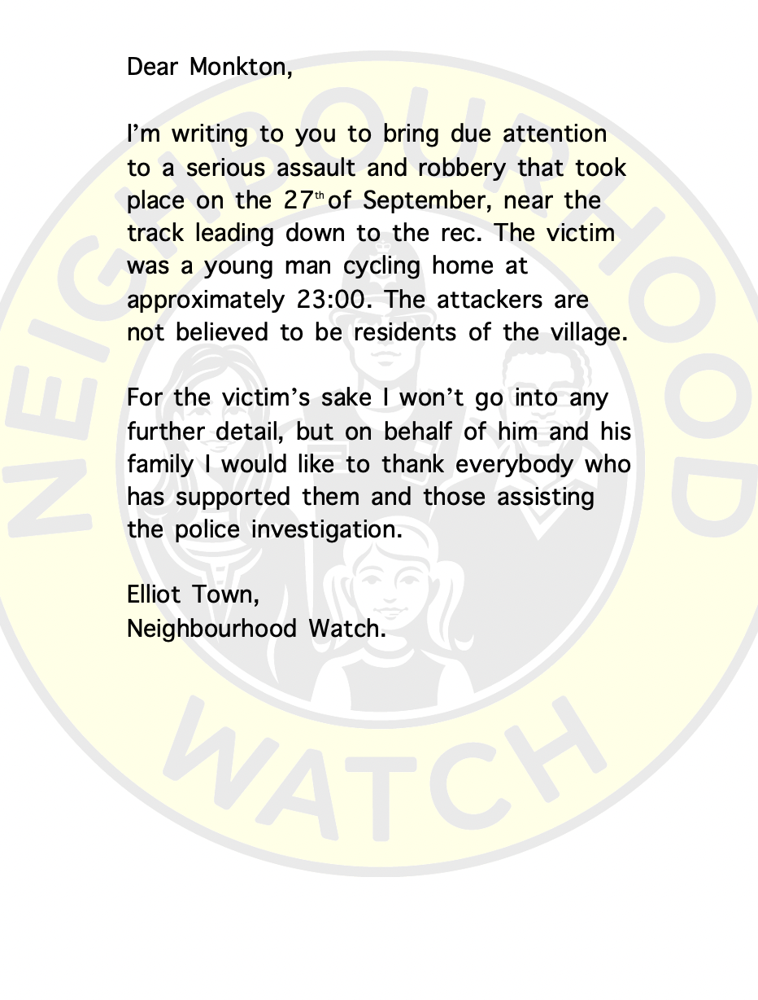 Dear Monkton,
I’m writing to you to bring due attention
to a serious assault and robbery that took
place on the 27th of September, near the
track leading down to the rec. The victim
was a young man cycling home at
approximately 23:00. The attackers are
not believed to be residents of the village.
For the victim’s sake I won’t go into any
further detail, but on behalf of him and his
family I would like to thank everybody who
has supported them and those assisting
the police investigation.
Elliot Town,
Neighbourhood Watch.
NEIGHBOURHOOD
WATCH